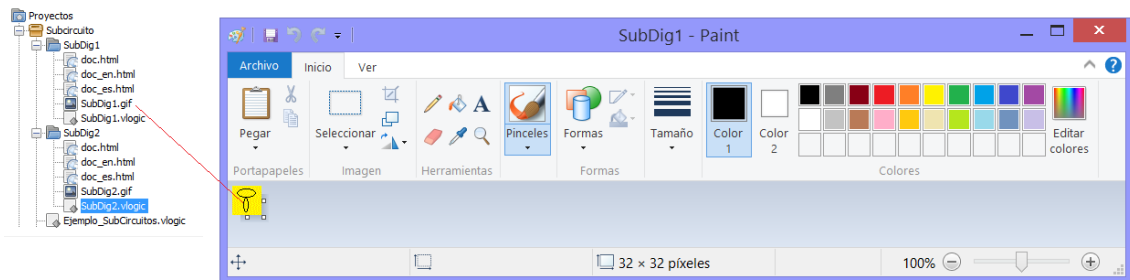 Proyectos
Subcircuito
SubDig1
doc.html
doc_en.html
doc_es.html
SubDig1.gif
SubDig1.vlogic
SubDig2
doc.html
doc_en.html
doc_es.html
SubDig2.gif
SubDig2.vlogic
Ejemplo_SubCircuitos.vlogic
SubDig1 - Paint
Archivo Inicio Ver
Pegar
Seleccionar
A
Pinceles
Formas
Tamaño
Color 1
Color 2
Editar colores
Portapapeles Imagen Herramientas Formas Colores
32 × 32 píxeles 100%